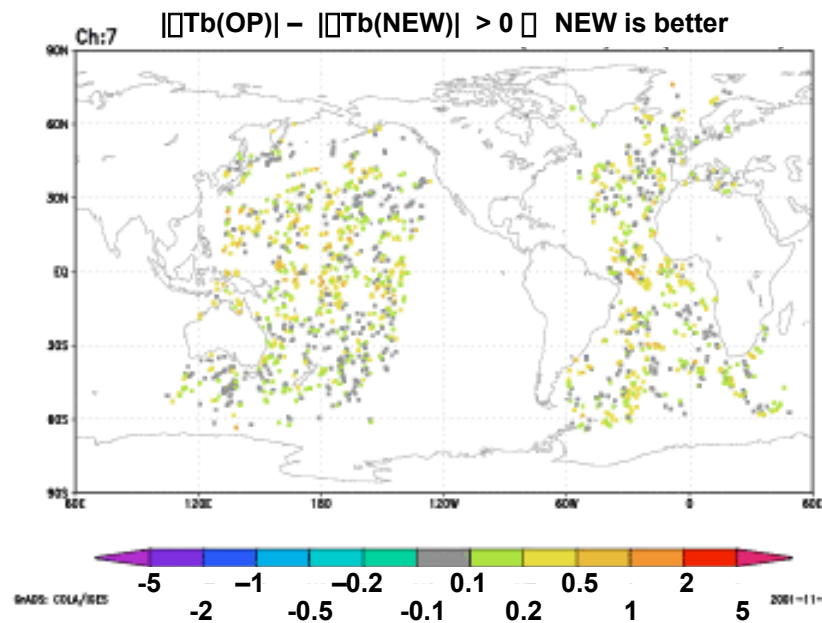 |▯Tb(OP)| – |▯Tb(NEW)| > 0 ▯ NEW is better
Ch:7
90N
60N
30N
EQ
30S
60S
90S
60E 120E 180 120W 60W 0 60E
-5 –1 –0.2 0.1 0.5 2
-2 -0.5 -0.1 0.2 1 5
GrADS: COLA/IGES 2001-11-